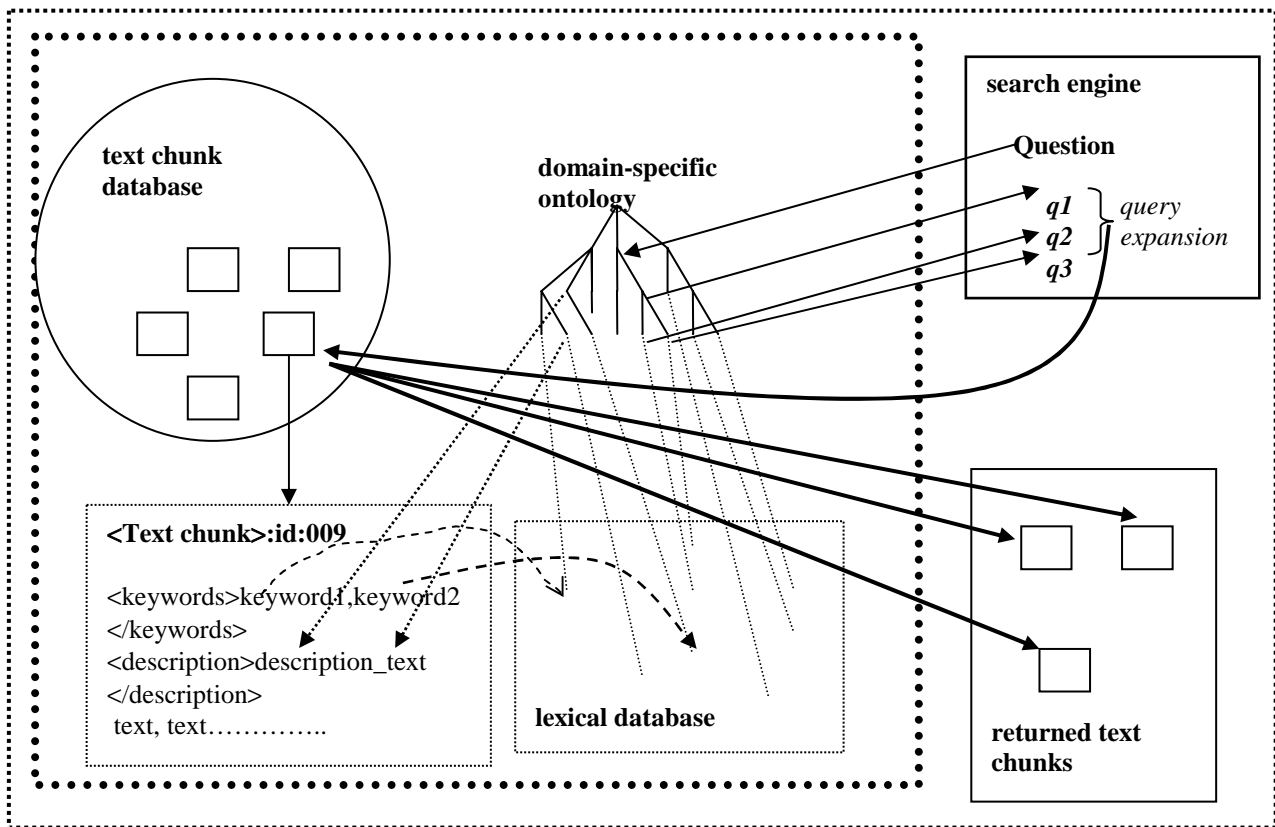 text chunk
database
domain-specific
ontology
search engine
Question
q1
q2
q3
query
expansion
<Text chunk>:id:009
<keywords>keyword1,keyword2
</keywords>
<description>description_text
</description>
text, text…………..
lexical database
returned text
chunks